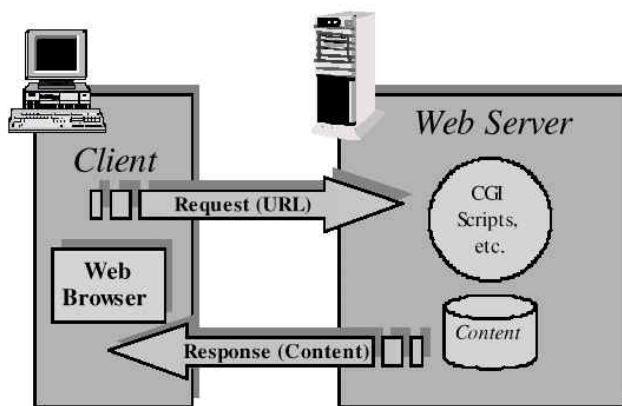 Client
Web Server
Request (URL)
CGI
Scripts,
etc.
Web
Browser
Content
Response (Content)